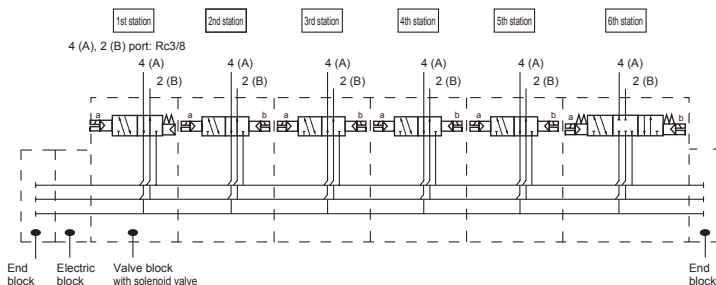 1st station
2nd station
3rd station
4th station
5th station
6th station
4 (A), 2 (B) port: Rc3/8
4 (A)
2 (B)
4 (A)
2 (B)
4 (A)
2 (B)
4 (A)
2 (B)
4 (A)
2 (B)
4 (A)
2 (B)
a
a b
a b
a b
a b
a b
End
block
Electric
block
Valve block
with solenoid valve
End
block